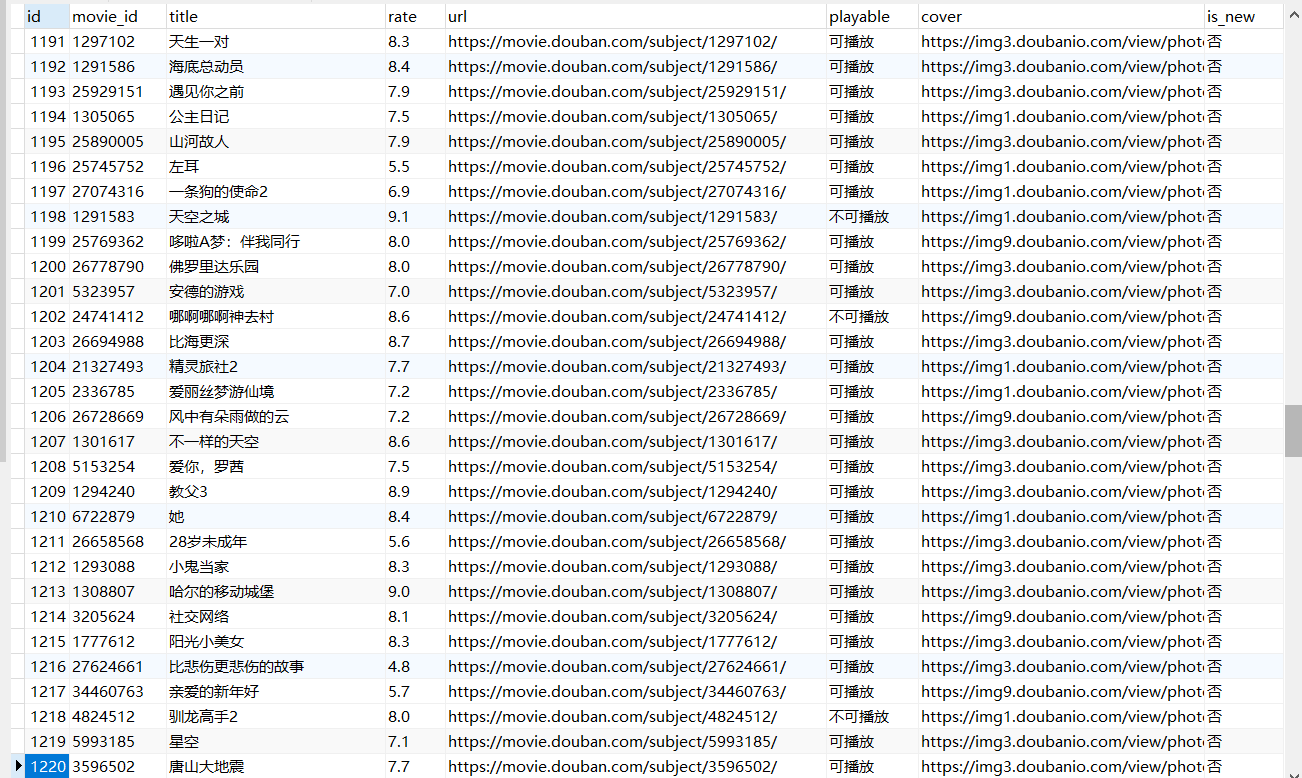 id movie_id title rate url playable cover is_new
1191 1297102 天生一对 8.3 https://movie.douban.com/subject/1297102/ 可播放 https://img3.doubanio.com/view/phot 否
1192 1291586 海底总动员 8.4 https://movie.douban.com/subject/1291586/ 可播放 https://img3.doubanio.com/view/phot 否
1193 25929151 遇见你之前 7.9 https://movie.douban.com/subject/25929151/ 可播放 https://img3.doubanio.com/view/phot 否
1194 1305065 公主日记 7.5 https://movie.douban.com/subject/1305065/ 可播放 https://img1.doubanio.com/view/phot 否
1195 25890005 山河故人 7.9 https://movie.douban.com/subject/25890005/ 可播放 https://img3.doubanio.com/view/phot 否
1196 25745752 左耳 5.5 https://movie.douban.com/subject/25745752/ 可播放 https://img1.doubanio.com/view/phot 否
1197 27074316 一条狗的使命2 6.9 https://movie.douban.com/subject/27074316/ 可播放 https://img1.doubanio.com/view/phot 否
1198 1291583 天空之城 9.1 https://movie.douban.com/subject/1291583/ 不可播放 https://img1.doubanio.com/view/phot 否
1199 25769362 哆啦A梦：伴我同行 8.0 https://movie.douban.com/subject/25769362/ 可播放 https://img9.doubanio.com/view/phot 否
1200 26778790 佛罗里达乐园 8.0 https://movie.douban.com/subject/26778790/ 可播放 https://img3.doubanio.com/view/phot 否
1201 5323957 安德的游戏 7.0 https://movie.douban.com/subject/5323957/ 可播放 https://img3.doubanio.com/view/phot 否
1202 24741412 哪啊哪啊神去村 8.6 https://movie.douban.com/subject/24741412/ 不可播放 https://img9.doubanio.com/view/phot 否
1203 26694988 比海更深 8.7 https://movie.douban.com/subject/26694988/ 可播放 https://img3.doubanio.com/view/phot 否
1204 21327493 精灵旅社2 7.7 https://movie.douban.com/subject/21327493/ 可播放 https://img1.doubanio.com/view/phot 否
1205 2336785 爱丽丝梦游仙境 7.2 https://movie.douban.com/subject/2336785/ 可播放 https://img1.doubanio.com/view/phot 否
1206 26728669 风中有朵雨做的云 7.2 https://movie.douban.com/subject/26728669/ 可播放 https://img9.doubanio.com/view/phot 否
1207 1301617 不一样的天空 8.6 https://movie.douban.com/subject/1301617/ 可播放 https://img3.doubanio.com/view/phot 否
1208 5153254 爱你，罗茜 7.5 https://movie.douban.com/subject/5153254/ 可播放 https://img3.doubanio.com/view/phot 否
1209 1294240 教父3 8.9 https://movie.douban.com/subject/1294240/ 可播放 https://img3.doubanio.com/view/phot 否
1210 6722879 她 8.4 https://movie.douban.com/subject/6722879/ 可播放 https://img1.doubanio.com/view/phot 否
1211 26658568 28岁未成年 5.6 https://movie.douban.com/subject/26658568/ 可播放 https://img3.doubanio.com/view/phot 否
1212 1293088 小鬼当家 8.3 https://movie.douban.com/subject/1293088/ 可播放 https://img3.doubanio.com/view/phot 否
1213 1308807 哈尔的移动城堡 9.0 https://movie.douban.com/subject/1308807/ 可播放 https://img3.doubanio.com/view/phot 否
1214 3205624 社交网络 8.1 https://movie.douban.com/subject/3205624/ 可播放 https://img9.doubanio.com/view/phot 否
1215 1777612 阳光小美女 8.3 https://movie.douban.com/subject/1777612/ 可播放 https://img3.doubanio.com/view/phot 否
1216 27624661 比悲伤更悲伤的故事 4.8 https://movie.douban.com/subject/27624661/ 可播放 https://img3.doubanio.com/view/phot 否
1217 34460763 亲爱的新年好 5.7 https://movie.douban.com/subject/34460763/ 可播放 https://img9.doubanio.com/view/phot 否
1218 4824512 驯龙高手2 8.0 https://movie.douban.com/subject/4824512/ 不可播放 https://img1.doubanio.com/view/phot 否
1219 5993185 星空 7.1 https://movie.douban.com/subject/5993185/ 可播放 https://img3.doubanio.com/view/phot 否
1220 3596502 唐山大地震 7.7 https://movie.douban.com/subject/3596502/ 可播放 https://img3.doubanio.com/view/phot 否